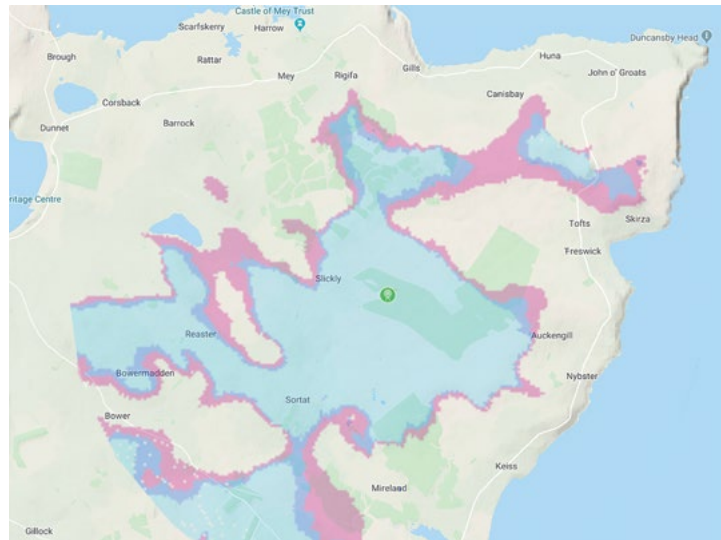 Castle of Mey Trust
Scarfskerry
Harrow
Duncansby Head
Brough
Rattar
Mey
Rigifa
Gills
Huna
John o' Groats
Corsback
Canisbay
Dunnet
Barrock
ritage Centre
Tofts
Skirza
Freswick
Slickly
Reaster
Auckengill
Bowermadden
Nybster
Sortat
Bower
Keiss
Mireland
Gillock